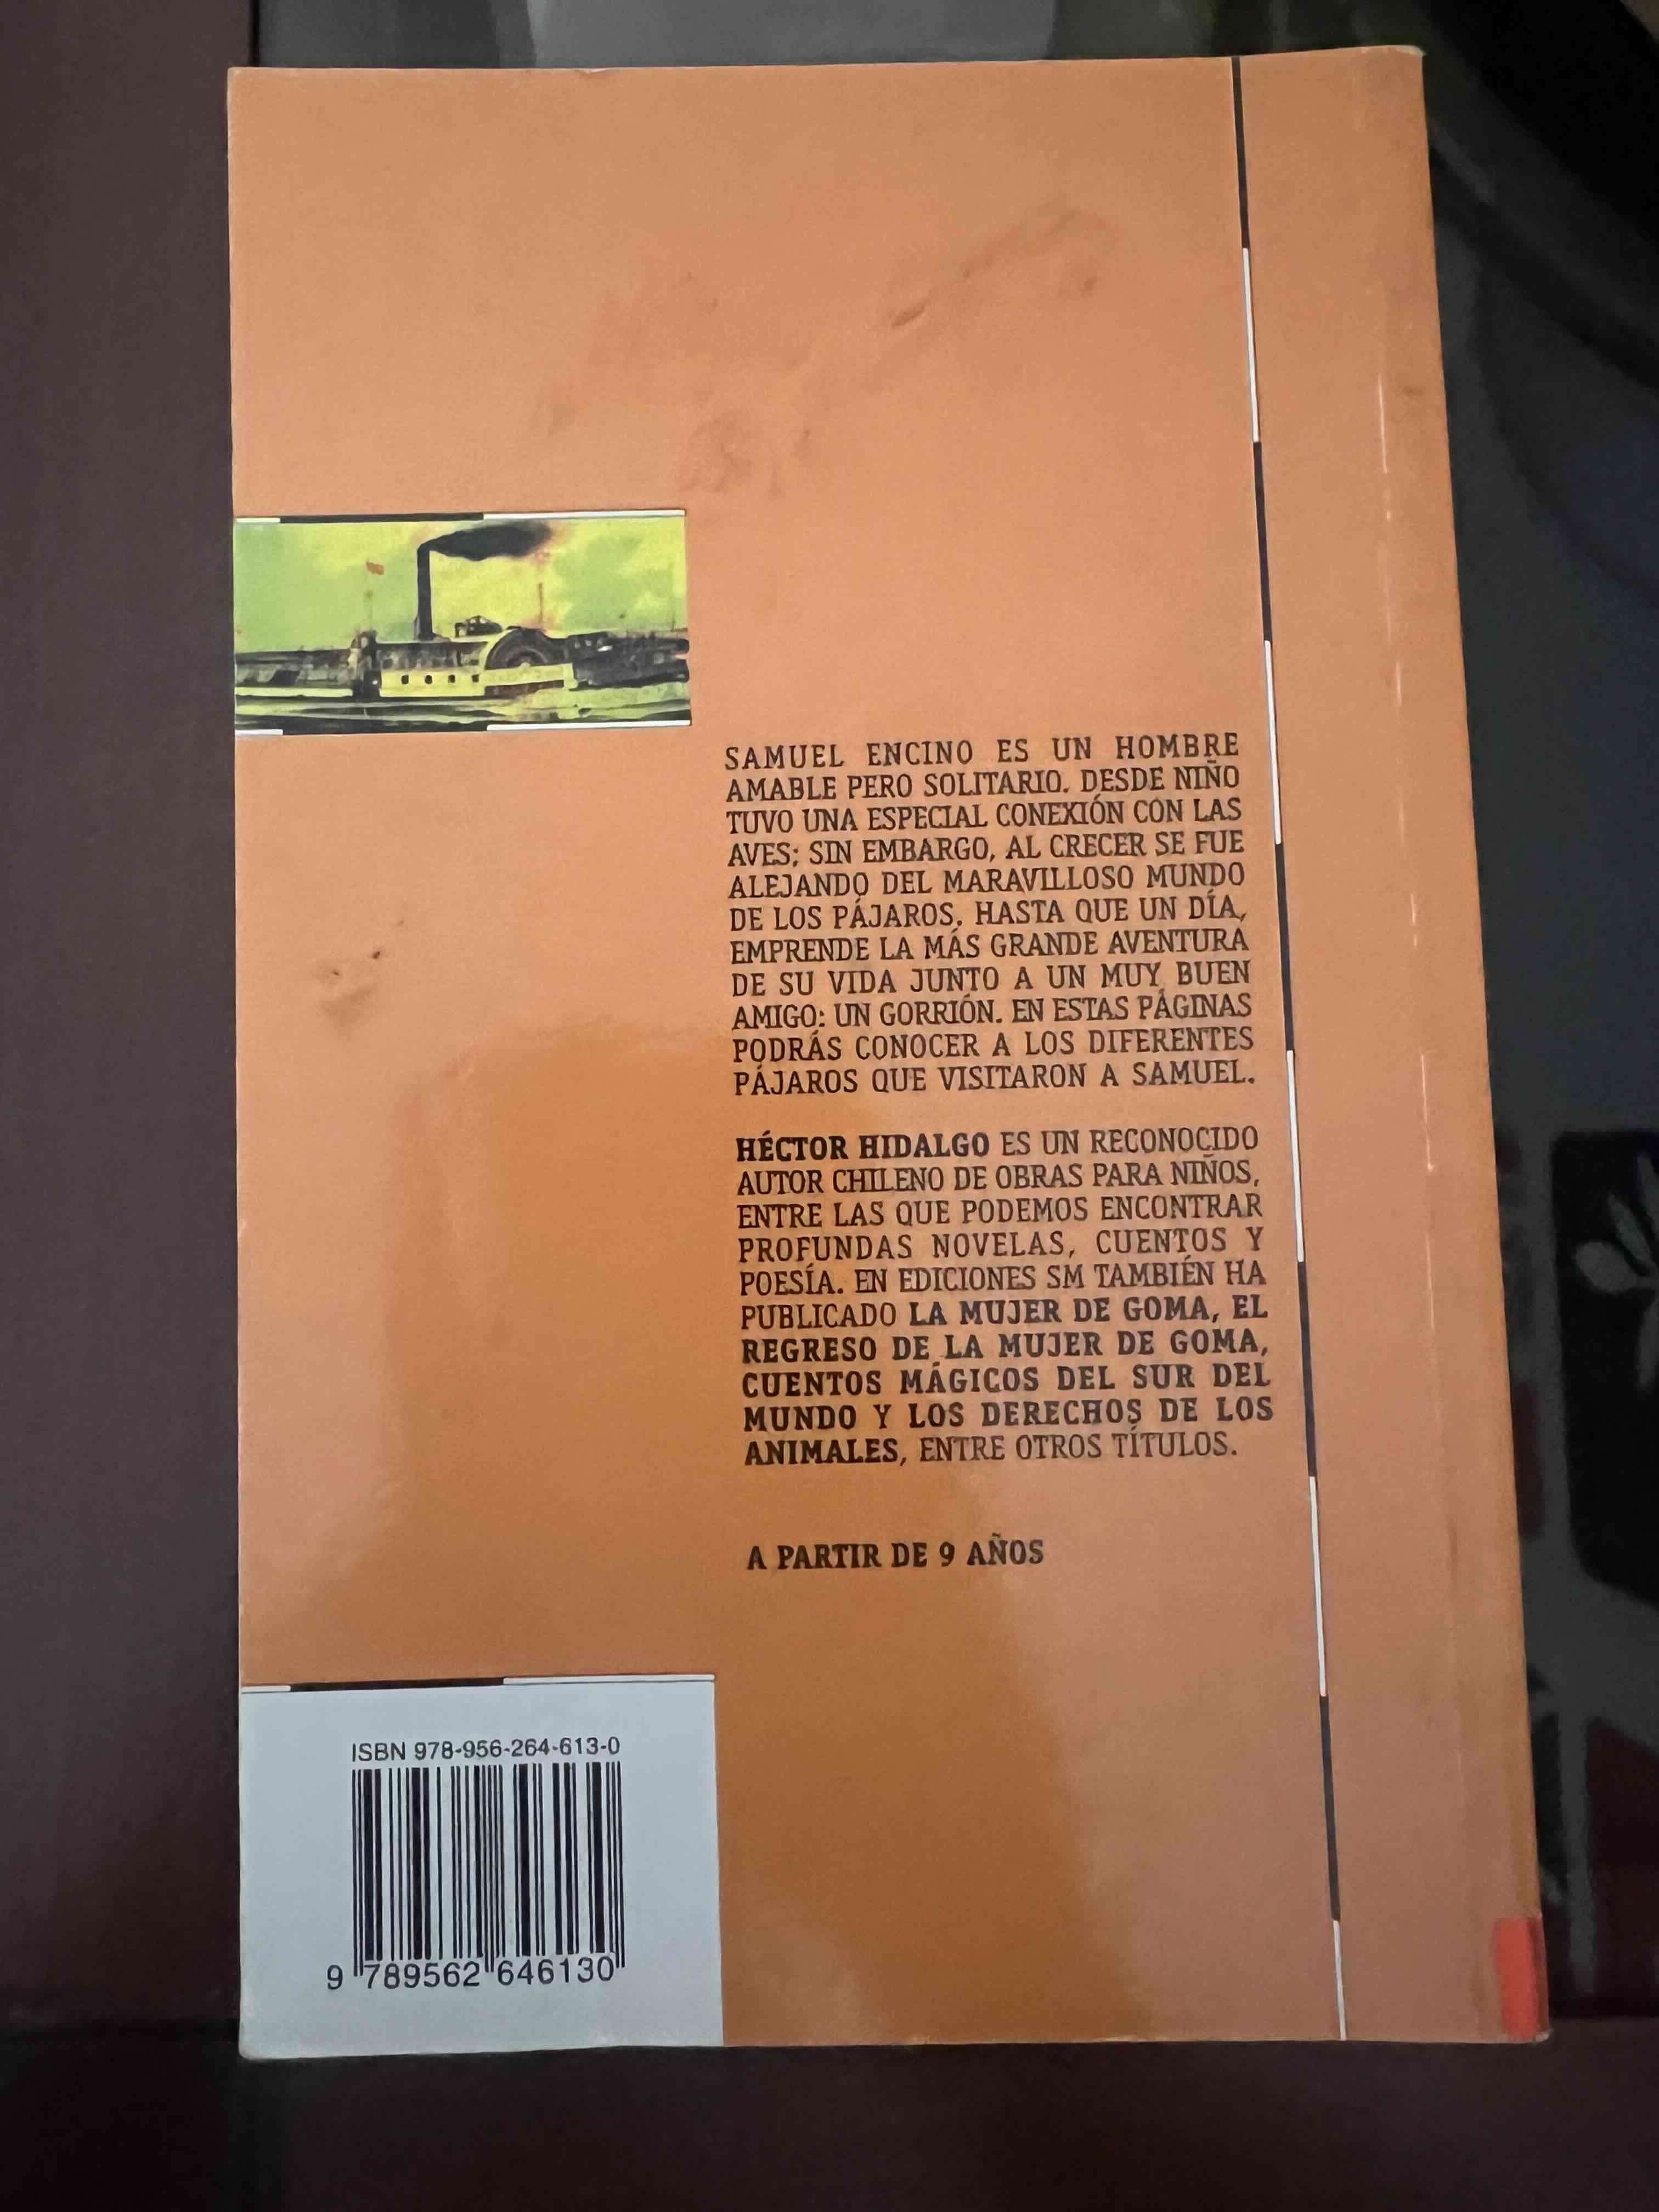 SAMUEL ENCINO ES UN HOMBRE
AMABLE PERO SOLITARIO. DESDE NIÑO
TUVO UNA ESPECIAL CONEXIÓN CON LAS
AVES; SIN EMBARGO, AL CRECER SE FUE
ALEJANDO DEL MARAVILLOSO MUNDO
DE LOS PÁJAROS. HASTA QUE UN DÍA,
EMPRENDE LA MÁS GRANDE AVENTURA
DE SU VIDA JUNTO A UN MUY BUEN
AMIGO: UN GORRIÓN. EN ESTAS PÁGINAS
PODRÁS CONOCER A LOS DIFERENTES
PÁJAROS QUE VISITARON A SAMUEL.
HÉCTOR HIDALGO ES UN RECONOCIDO
AUTOR CHILENO DE OBRAS PARA NIÑOS,
ENTRE LAS QUE PODEMOS ENCONTRAR
PROFUNDAS NOVELAS, CUENTOS Y
POESÍA. EN EDICIONES SM TAMBIÉN HA
PUBLICADO LA MUJER DE GOMA, EL
REGRESO DE LA MUJER DE GOMA,
CUENTOS MÁGICOS DEL SUR DEL
MUNDO Y LOS DERECHOS DE LOS
ANIMALES, ENTRE OTROS TÍTULOS.
A PARTIR DE 9 AÑOS
ISBN 978-956-264-613-0
9 789562 646130